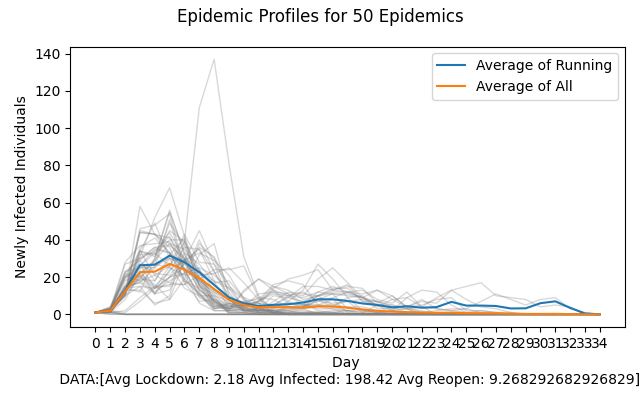 Epidemic Profiles for 50 Epidemics
140
120
100
80
60
40
20
0
Newly Infected Individuals
Average of Running
Average of All
0 1 2 3 4 5 6 7 8 9 10 11 12 13 14 15 16 17 18 19 20 21 22 23 24 25 26 27 28 29 30 31 32 33 34
Day
DATA:[Avg Lockdown: 2.18 Avg Infected: 198.42 Avg Reopen: 9.268292682926829]